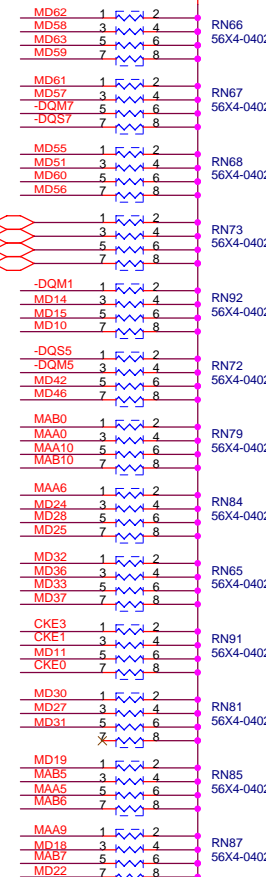 MD62 1 2
MD58 3 4 RN66
MD63 5 6 56X4-0402
MD59 7 8
MD61 1 2
MD57 3 4 RN67
-DQM7 5 6 56X4-0402
-DQS7 7 8
MD55 1 2
MD51 3 4 RN68
MD60 5 6 56X4-0402
MD56 7 8
1 2
3 4 RN73
5 6 56X4-0402
7 8
-DQM1 1 2
MD14 3 4 RN92
MD15 5 6 56X4-0402
MD10 7 8
-DQS5 1 2
-DQM5 3 4 RN72
MD42 5 6 56X4-0402
MD46 7 8
MAB0 1 2
MAA0 3 4 RN79
MAA10 5 6 56X4-0402
MAB10 7 8
MAA6 1 2
MD24 3 4 RN84
MD28 5 6 56X4-0402
MD25 7 8
MD32 1 2
MD36 3 4 RN65
MD33 5 6 56X4-0402
MD37 7 8
CKE3 1 2
CKE1 3 4 RN91
MD11 5 6 56X4-0402
CKE0 7 8
MD30 1 2
MD27 3 4 RN81
MD31 5 6 56X4-0402
7 8
MD19 1 2
MAB5 3 4 RN85
MAA5 5 6 56X4-0402
MAB6 7 8
MAA9 1 2
MD18 3 4 RN87
MAB7 5 6 56X4-0402
MD22 7 8